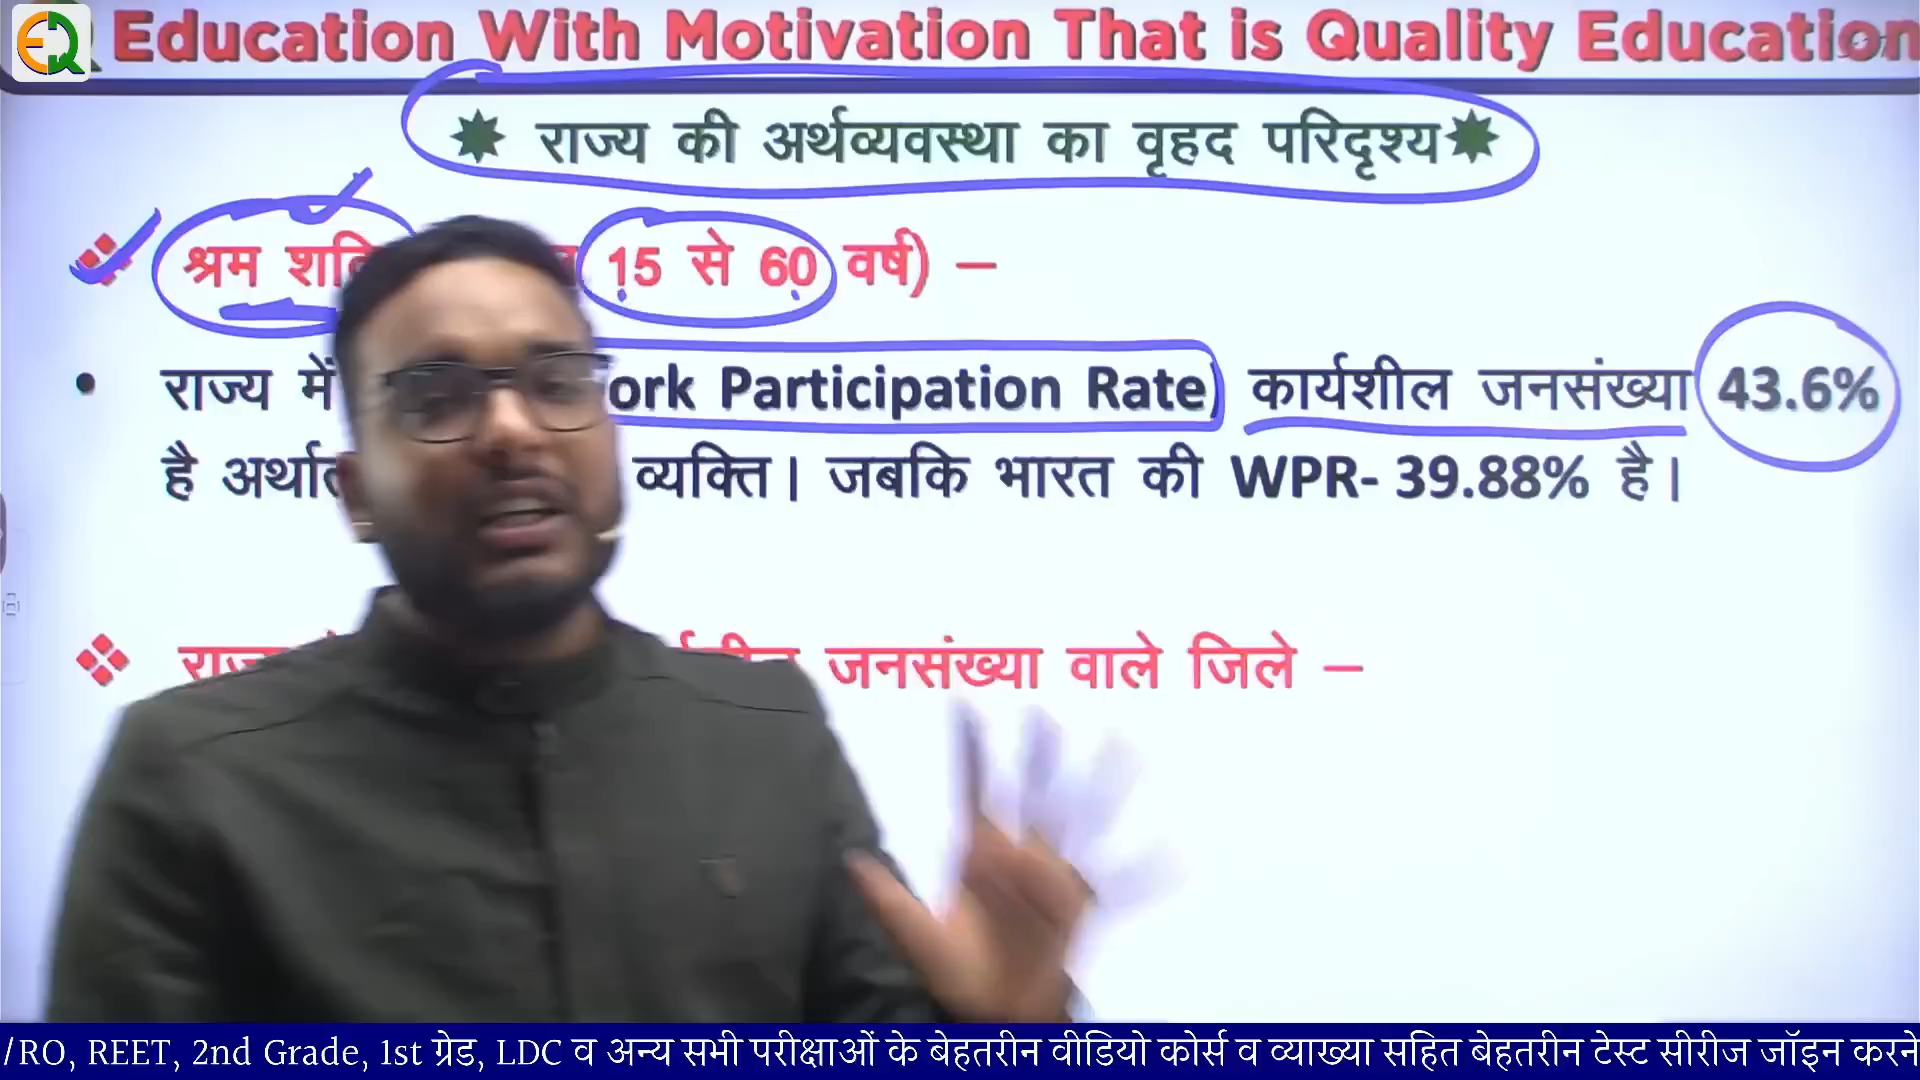 Education With Motivation That is Quality Education
राज्य की अर्थव्यवस्था का वृहद परिदृश्य
श्रम 15 से 60 वर्ष) –
• राज्य में Participation Rate) कार्यशील जनसंख्या 43.6%
है व्यक्ति। जबकि भारत की WPR- 39.88% है।
जनसंख्या वाले जिले –
/RO, REET, 2nd Grade, 1st ग्रेड, LDC व अन्य सभी परीक्षाओं के बेहतरीन वीडियो कोर्स व व्याख्या सहित बेहतरीन टेस्ट सीरीज जॉइन करने